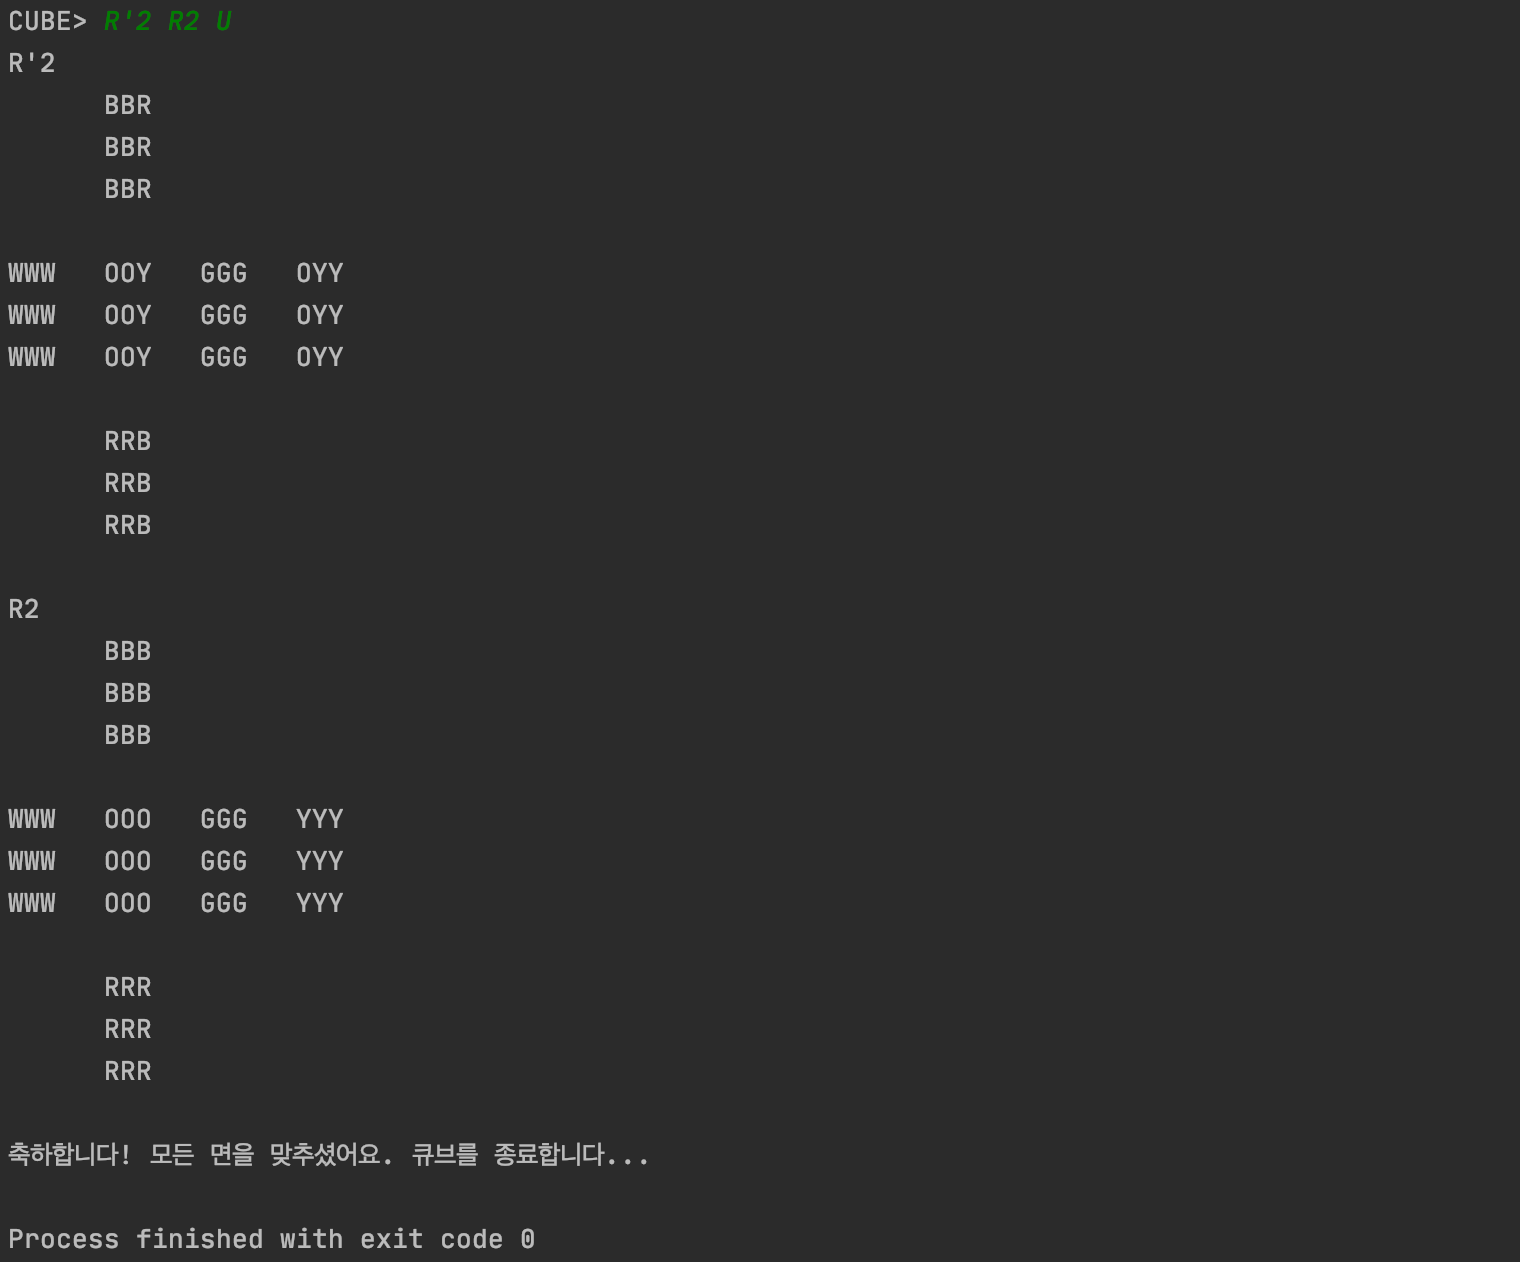 CUBE> R'2 R2 U
R'2
      BBR
      BBR
      BBR

WWW   OOY   GGG   OYY
WWW   OOY   GGG   OYY
WWW   OOY   GGG   OYY

      RRB
      RRB
      RRB

R2
      BBB
      BBB
      BBB

WWW   OOO   GGG   YYY
WWW   OOO   GGG   YYY
WWW   OOO   GGG   YYY

      RRR
      RRR
      RRR

축하합니다! 모든 면을 맞추셨어요. 큐브를 종료합니다...

Process finished with exit code 0